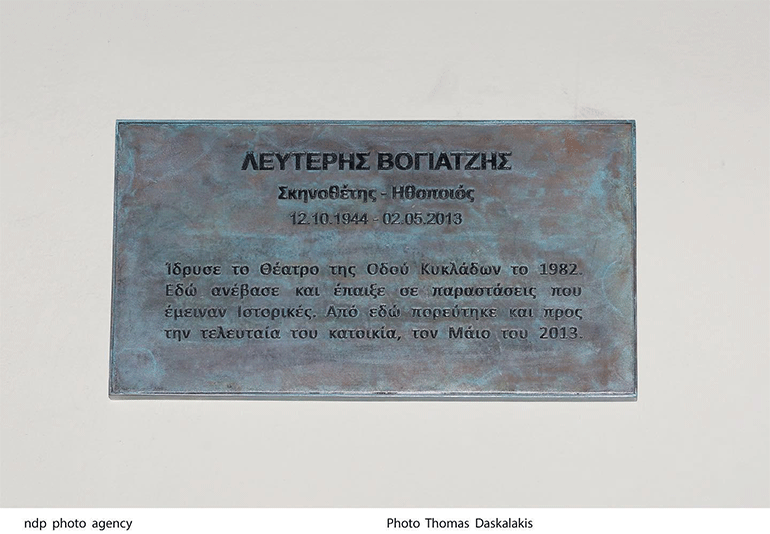 ΛΕΥΤΕΡΗΣ ΒΟΓΙΑΤΖΗΣ
Σκηνοθέτης - Ηθοποιός
12.10.1944 - 02.05.2013
Ίδρυσε το Θέατρο της Οδού Κυκλάδων το 1982.
Εδώ ανέβασε και έπαιξε σε παραστάσεις που
έμειναν Ιστορικές. Από εδώ πορεύτηκε και προς
την τελευταία του κατοικία, τον Μάιο του 2013.
ndp photo agency
Photo Thomas Daskalakis